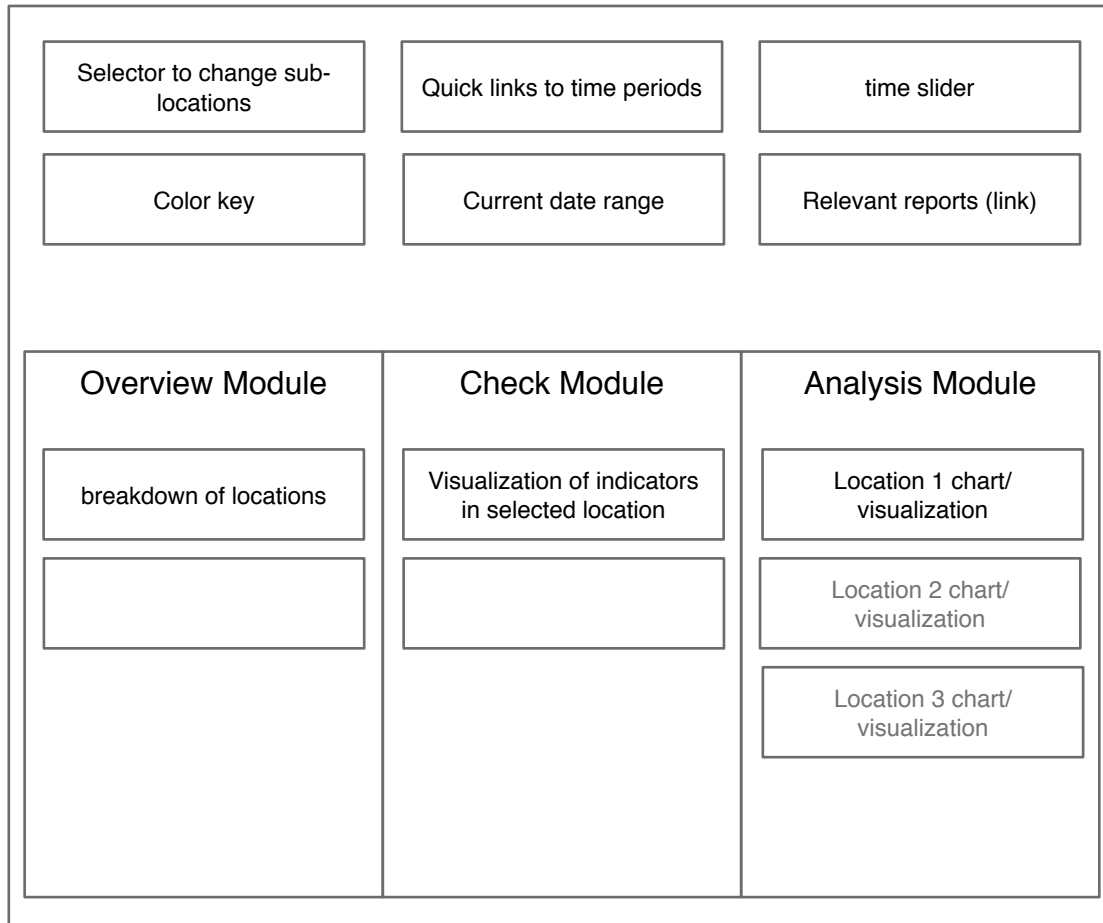 Selector to change sub-
locations
Quick links to time periods
time slider
Color key
Current date range
Relevant reports (link)
Overview Module
Check Module
Analysis Module
breakdown of locations
Visualization of indicators
in selected location
Location 1 chart/
visualization
Location 2 chart/
visualization
Location 3 chart/
visualization